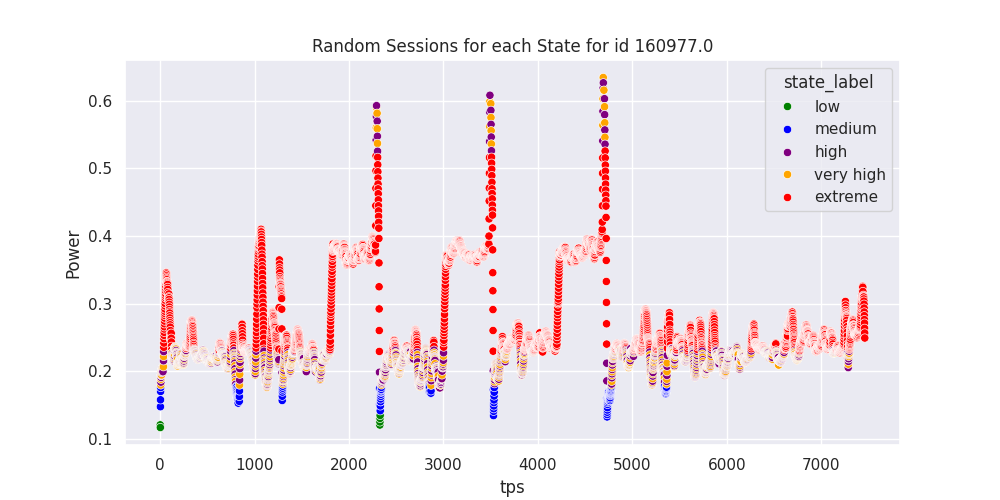 Random Sessions for each State for id 160977.0
state_label
low
medium
high
very high
extreme
Power
0.6
0.5
0.4
0.3
0.2
0.1
0 1000 2000 3000 4000 5000 6000 7000
tps